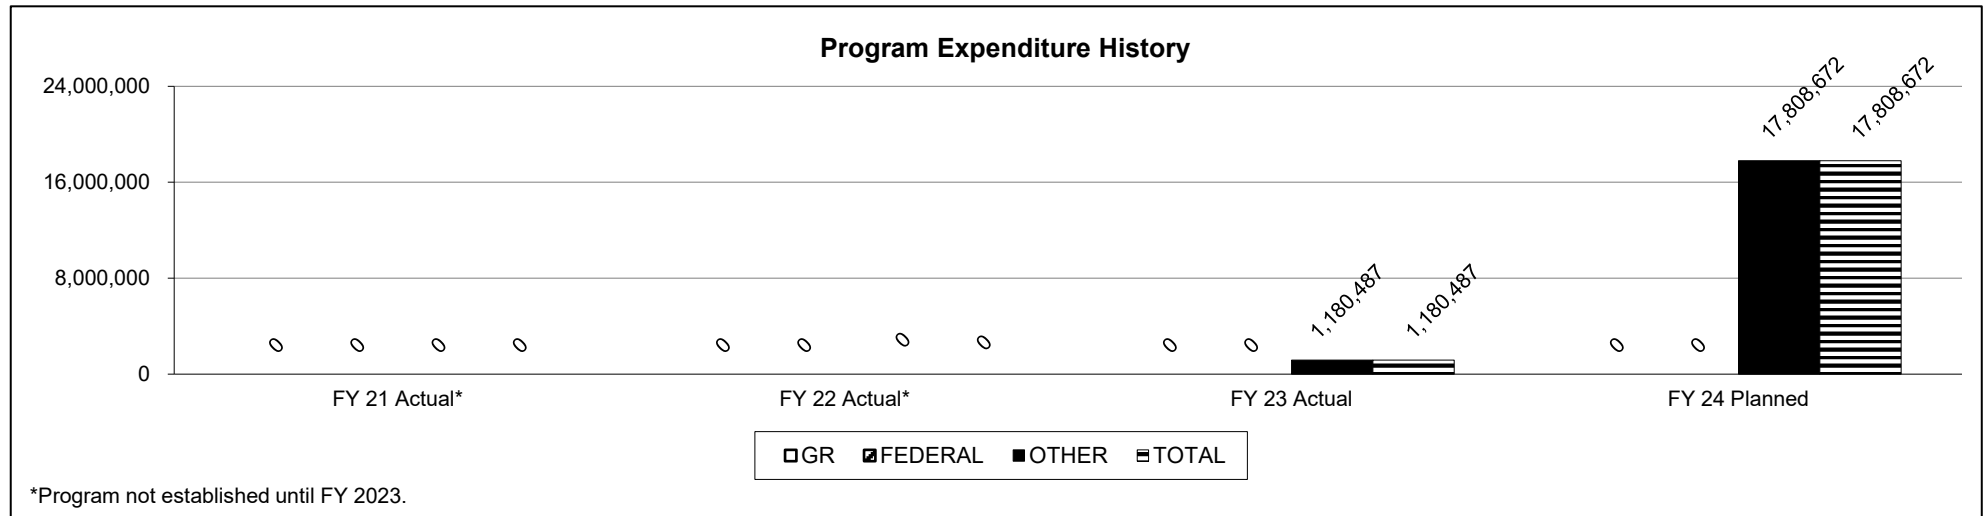 Program Expenditure History
24,000,000
16,000,000
8,000,000
0
0 0 0 0
0 0 0 0
0 0 1,180,487 1,180,487
0 0 17,808,672 17,808,672
FY 21 Actual* FY 22 Actual* FY 23 Actual FY 24 Planned
GR FEDERAL OTHER TOTAL
*Program not established until FY 2023.